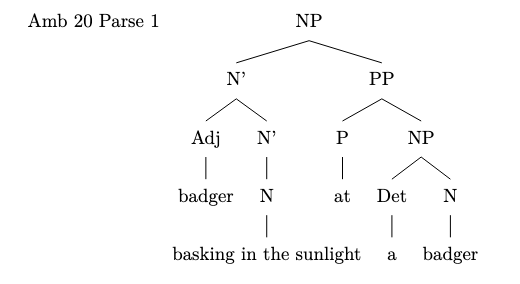 Amb 20 Parse 1 NP
N' PP
Adj N' P NP
badger N at Det N
basking in the sunlight a badger